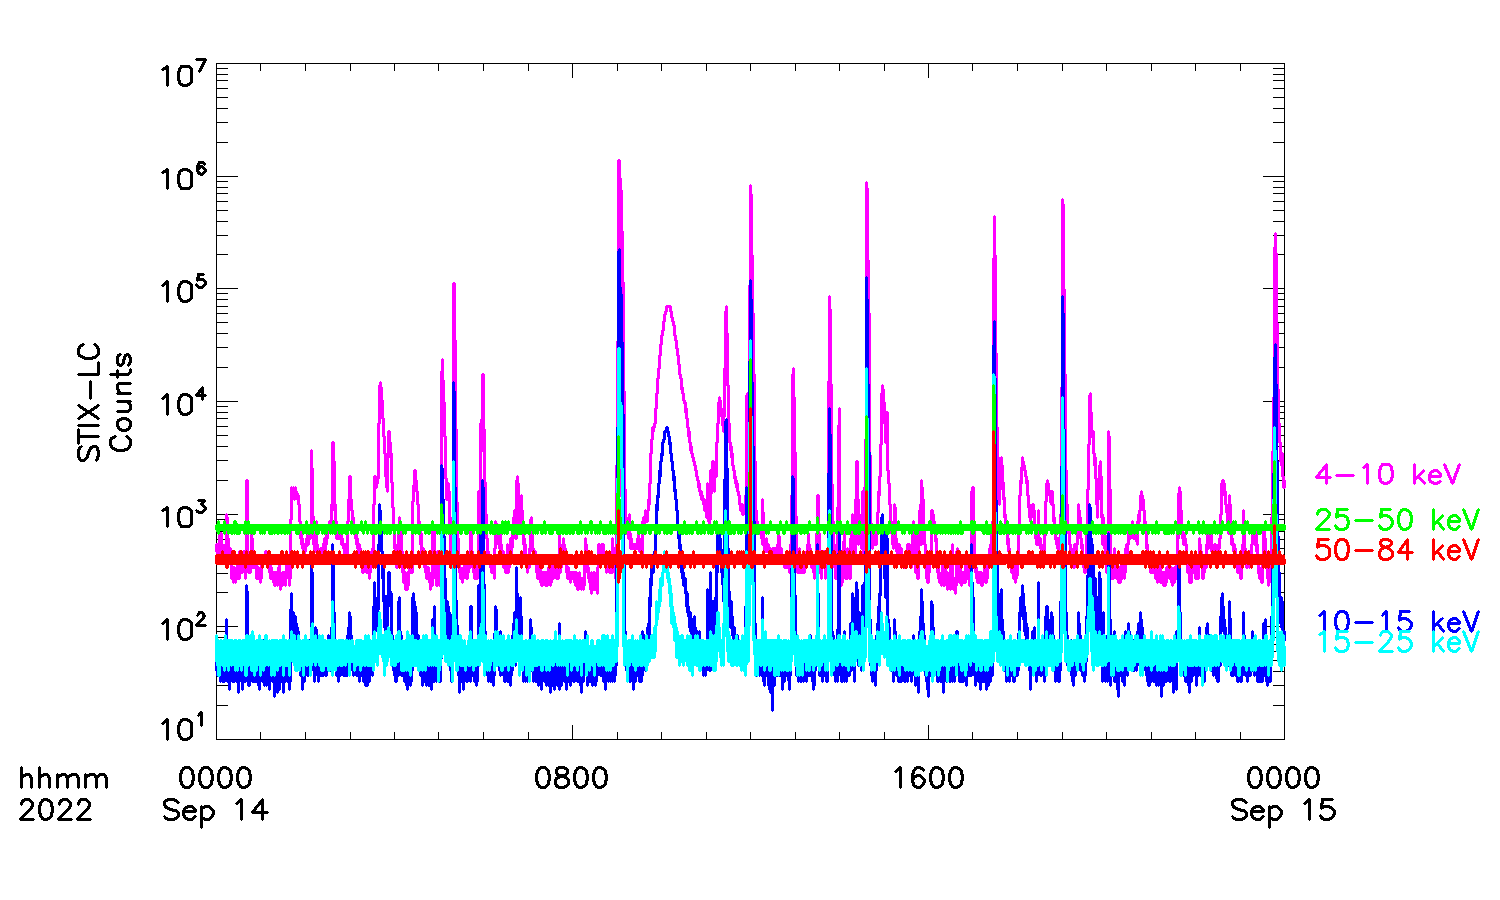 10⁷
10⁶
10⁵
10⁴
10³
10²
10¹
STIX-LC
Counts
4-10 keV
25-50 keV
50-84 keV
10-15 keV
15-25 keV
hhmm 0000 0800 1600 0000
2022 Sep 14 Sep 15